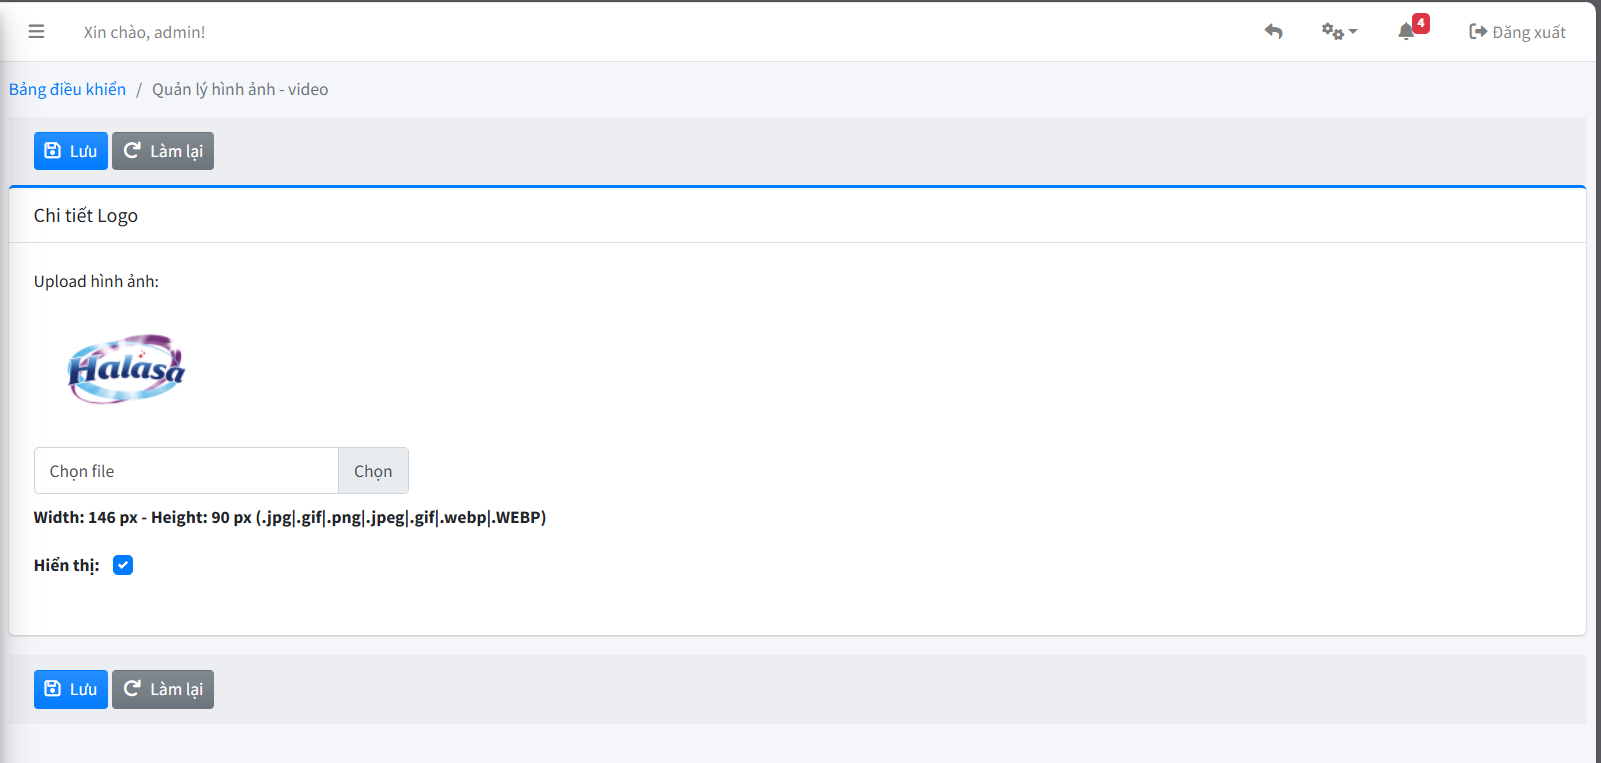 Xin chào, admin!
4
Đăng xuất
Bảng điều khiển / Quản lý hình ảnh - video
Lưu
Làm lại
Chi tiết Logo
Upload hình ảnh:
Halasa
Chọn file
Chọn
Width: 146 px - Height: 90 px (.jpg|.gif|.png|.jpeg|.gif|.webp|.WEBP)
Hiển thị:
Lưu
Làm lại